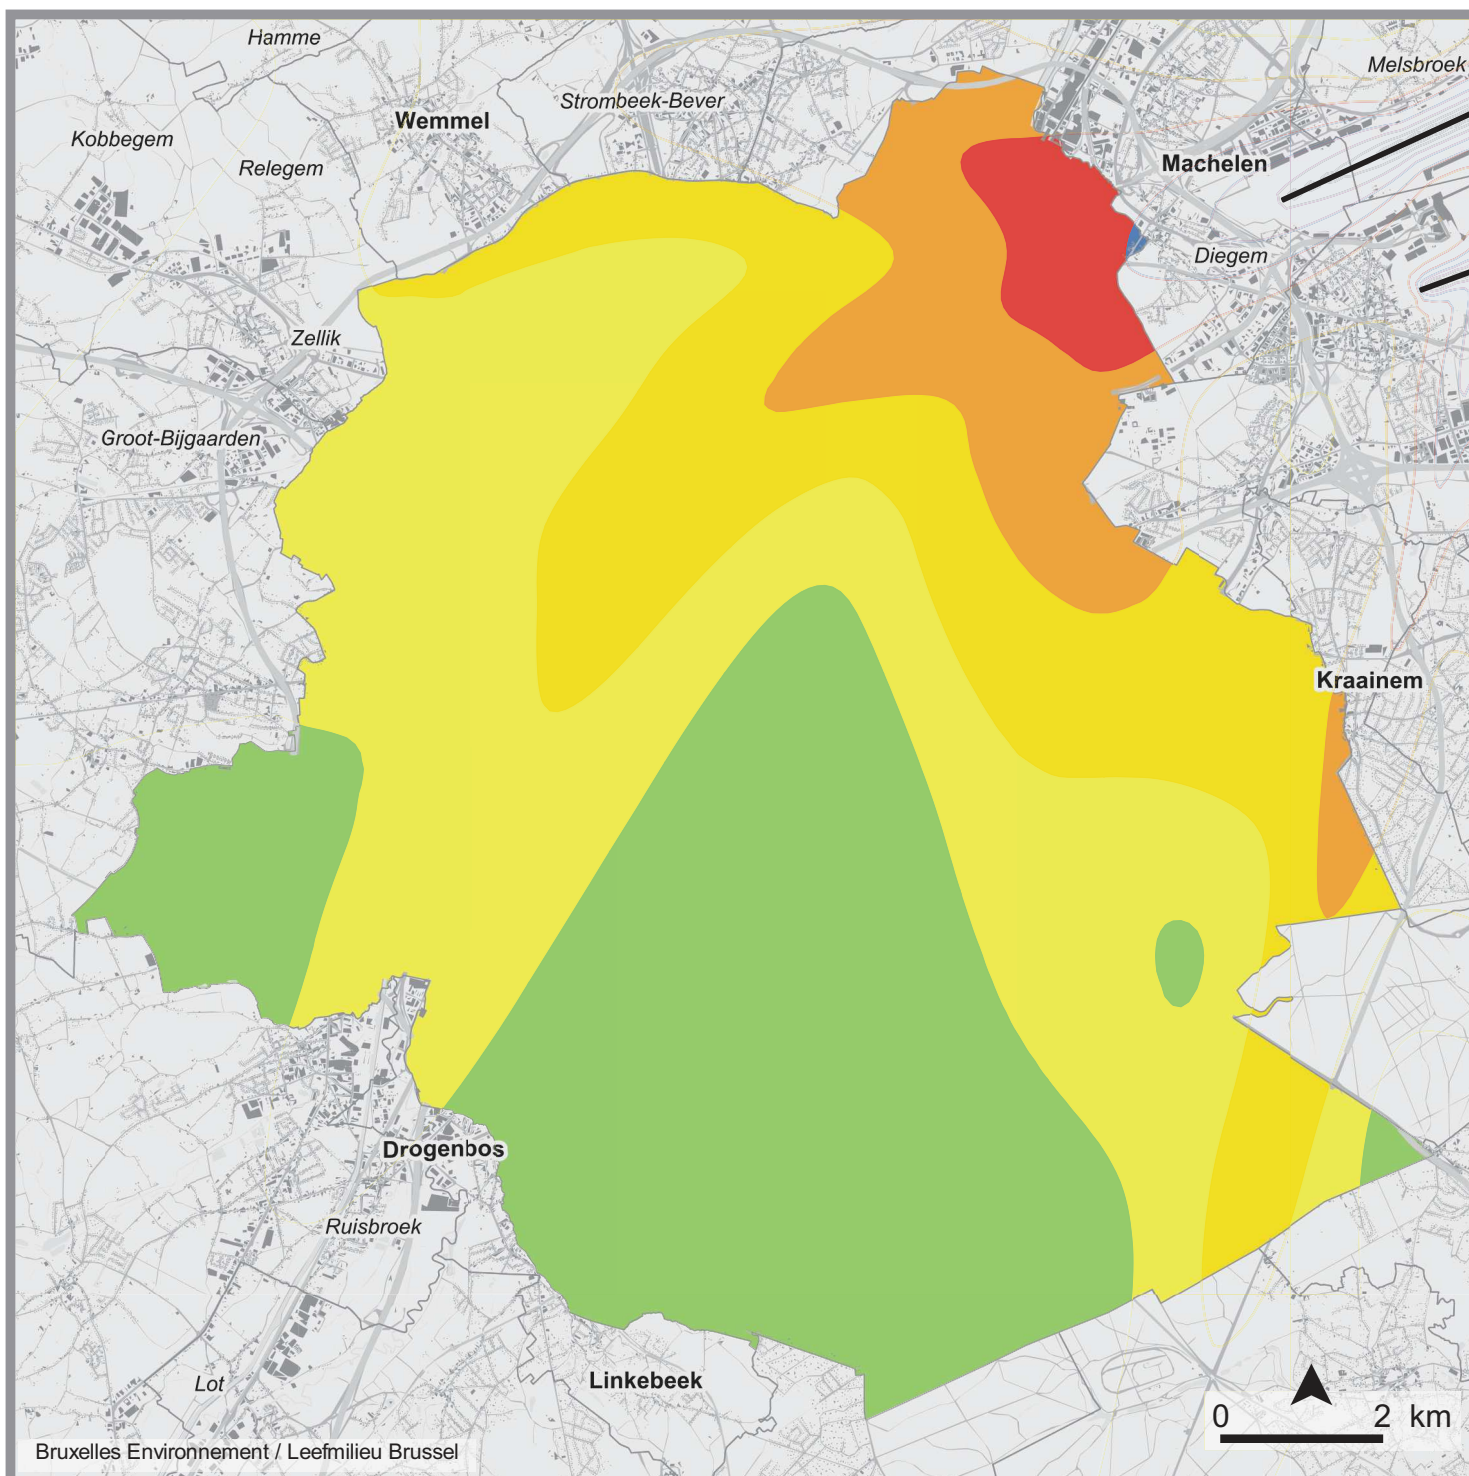 Hamme
Melsbroek
Strombeek-Bever
Wemmel
Kobbegem
Relegem
Machelen
Diegem
Zellik
Groot-Bijgaarden
Kraainem
Drogenbos
Ruisbroek
Linkebeek
Lot
0 2 km
Bruxelles Environnement / Leefmilieu Brussel